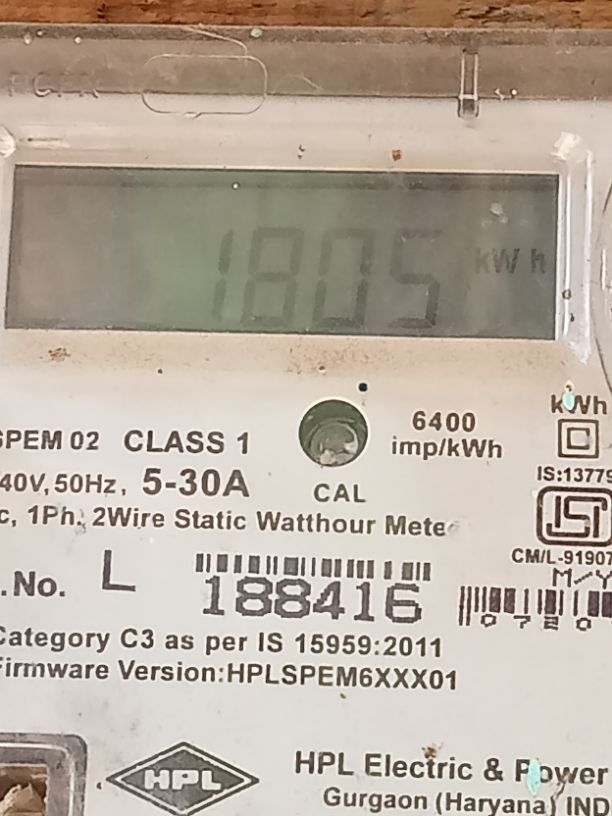 1805 kWh
kWh
6400
imp/kWh
SPEM 02 CLASS 1
IS:13779
40V, 50Hz, 5-30A
CAL
c, 1Ph, 2Wire Static Watthour Meter
ISI
CM/L-91907
.No. L
M/Y
188416
Category C3 as per IS 15959:2011
Firmware Version:HPLSPEM6XXX01
HPL
HPL Electric & Power
Gurgaon (Haryana) IND